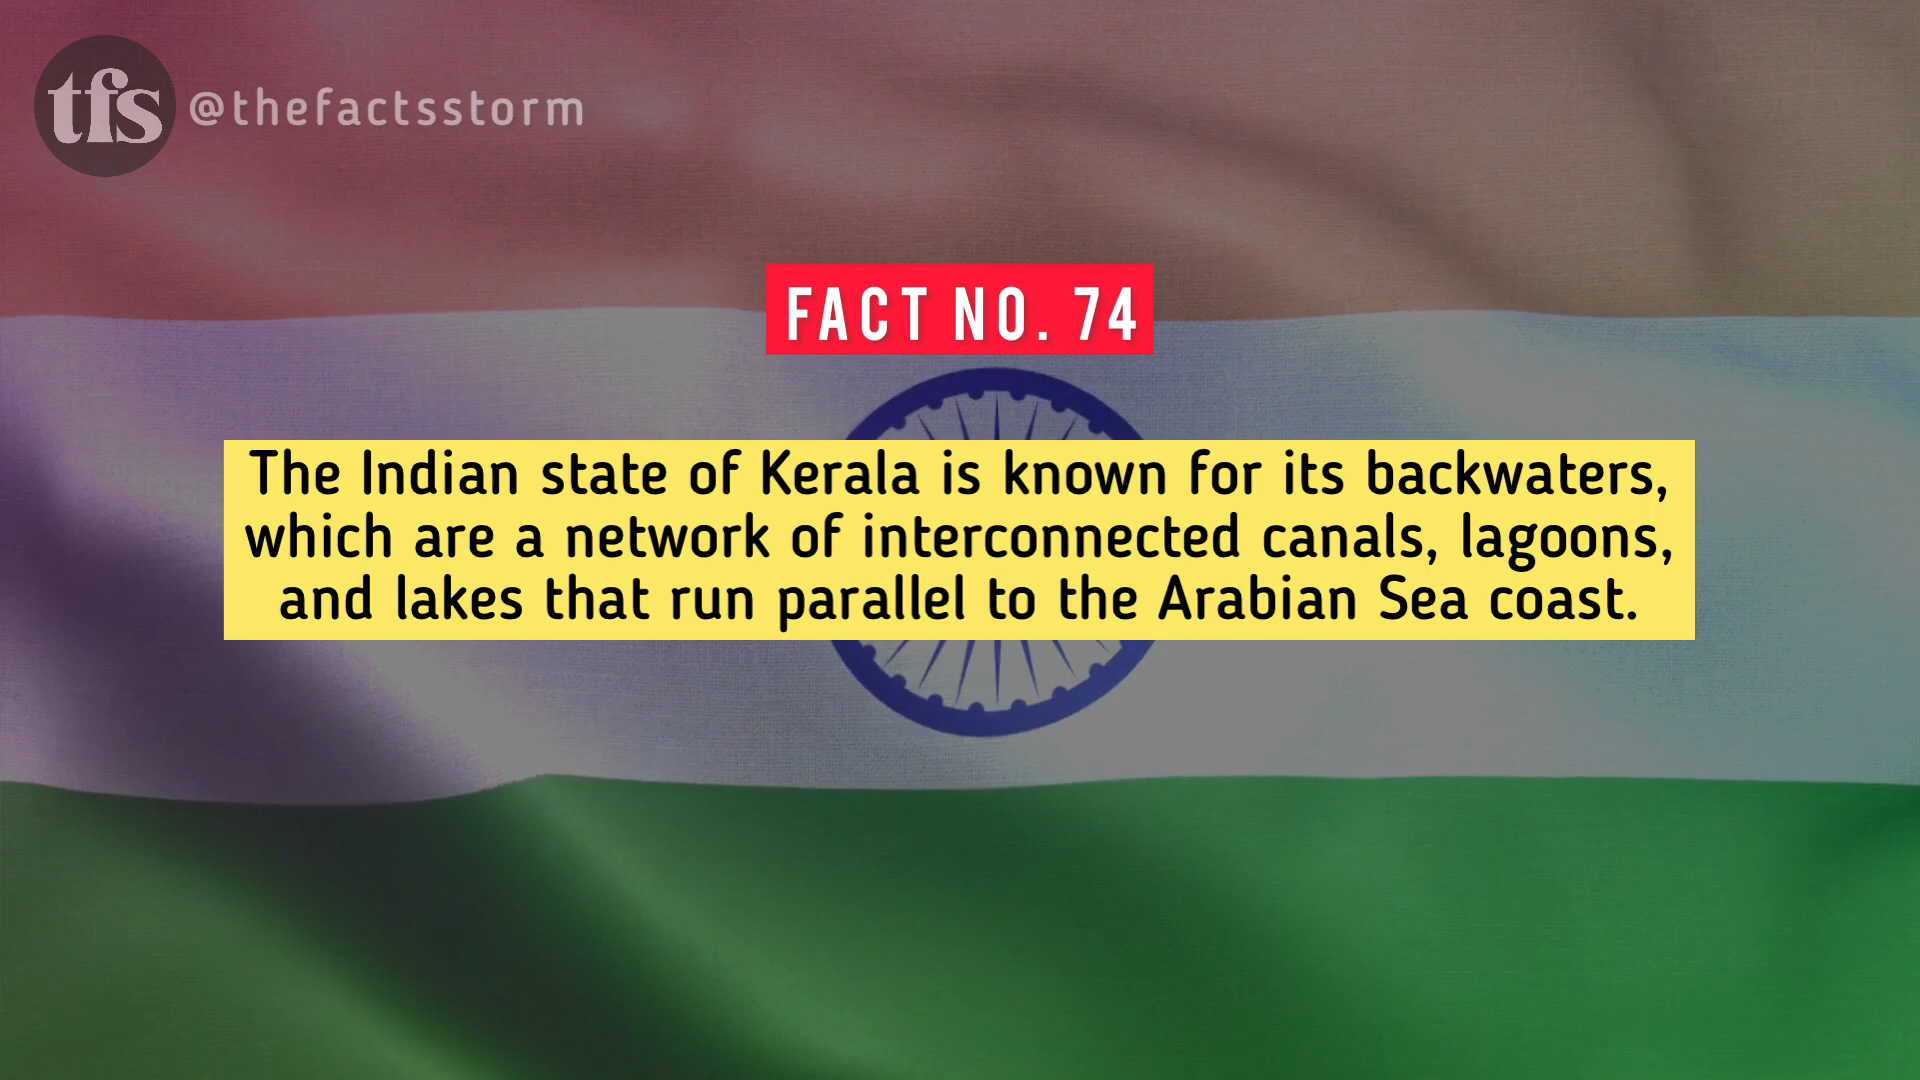 tfs @thefactsstorm
FACT NO. 74
The Indian state of Kerala is known for its backwaters,
which are a network of interconnected canals, lagoons,
and lakes that run parallel to the Arabian Sea coast.